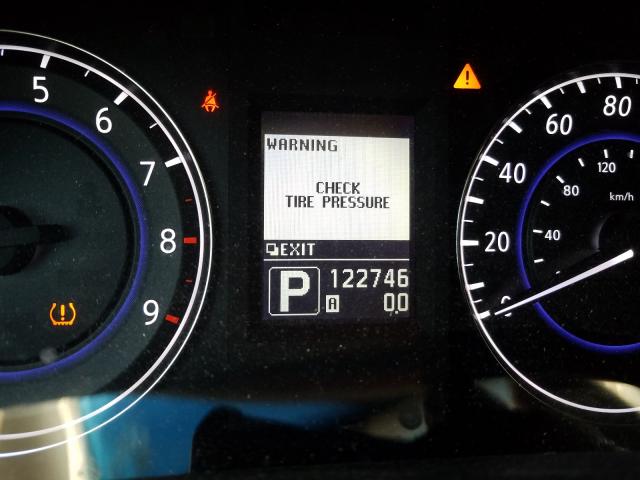 5
6
7
8
9
WARNING
CHECK
TIRE PRESSURE
EXIT
P 122746
A 0.0
80
60
40
20
0
120
80
40
km/h